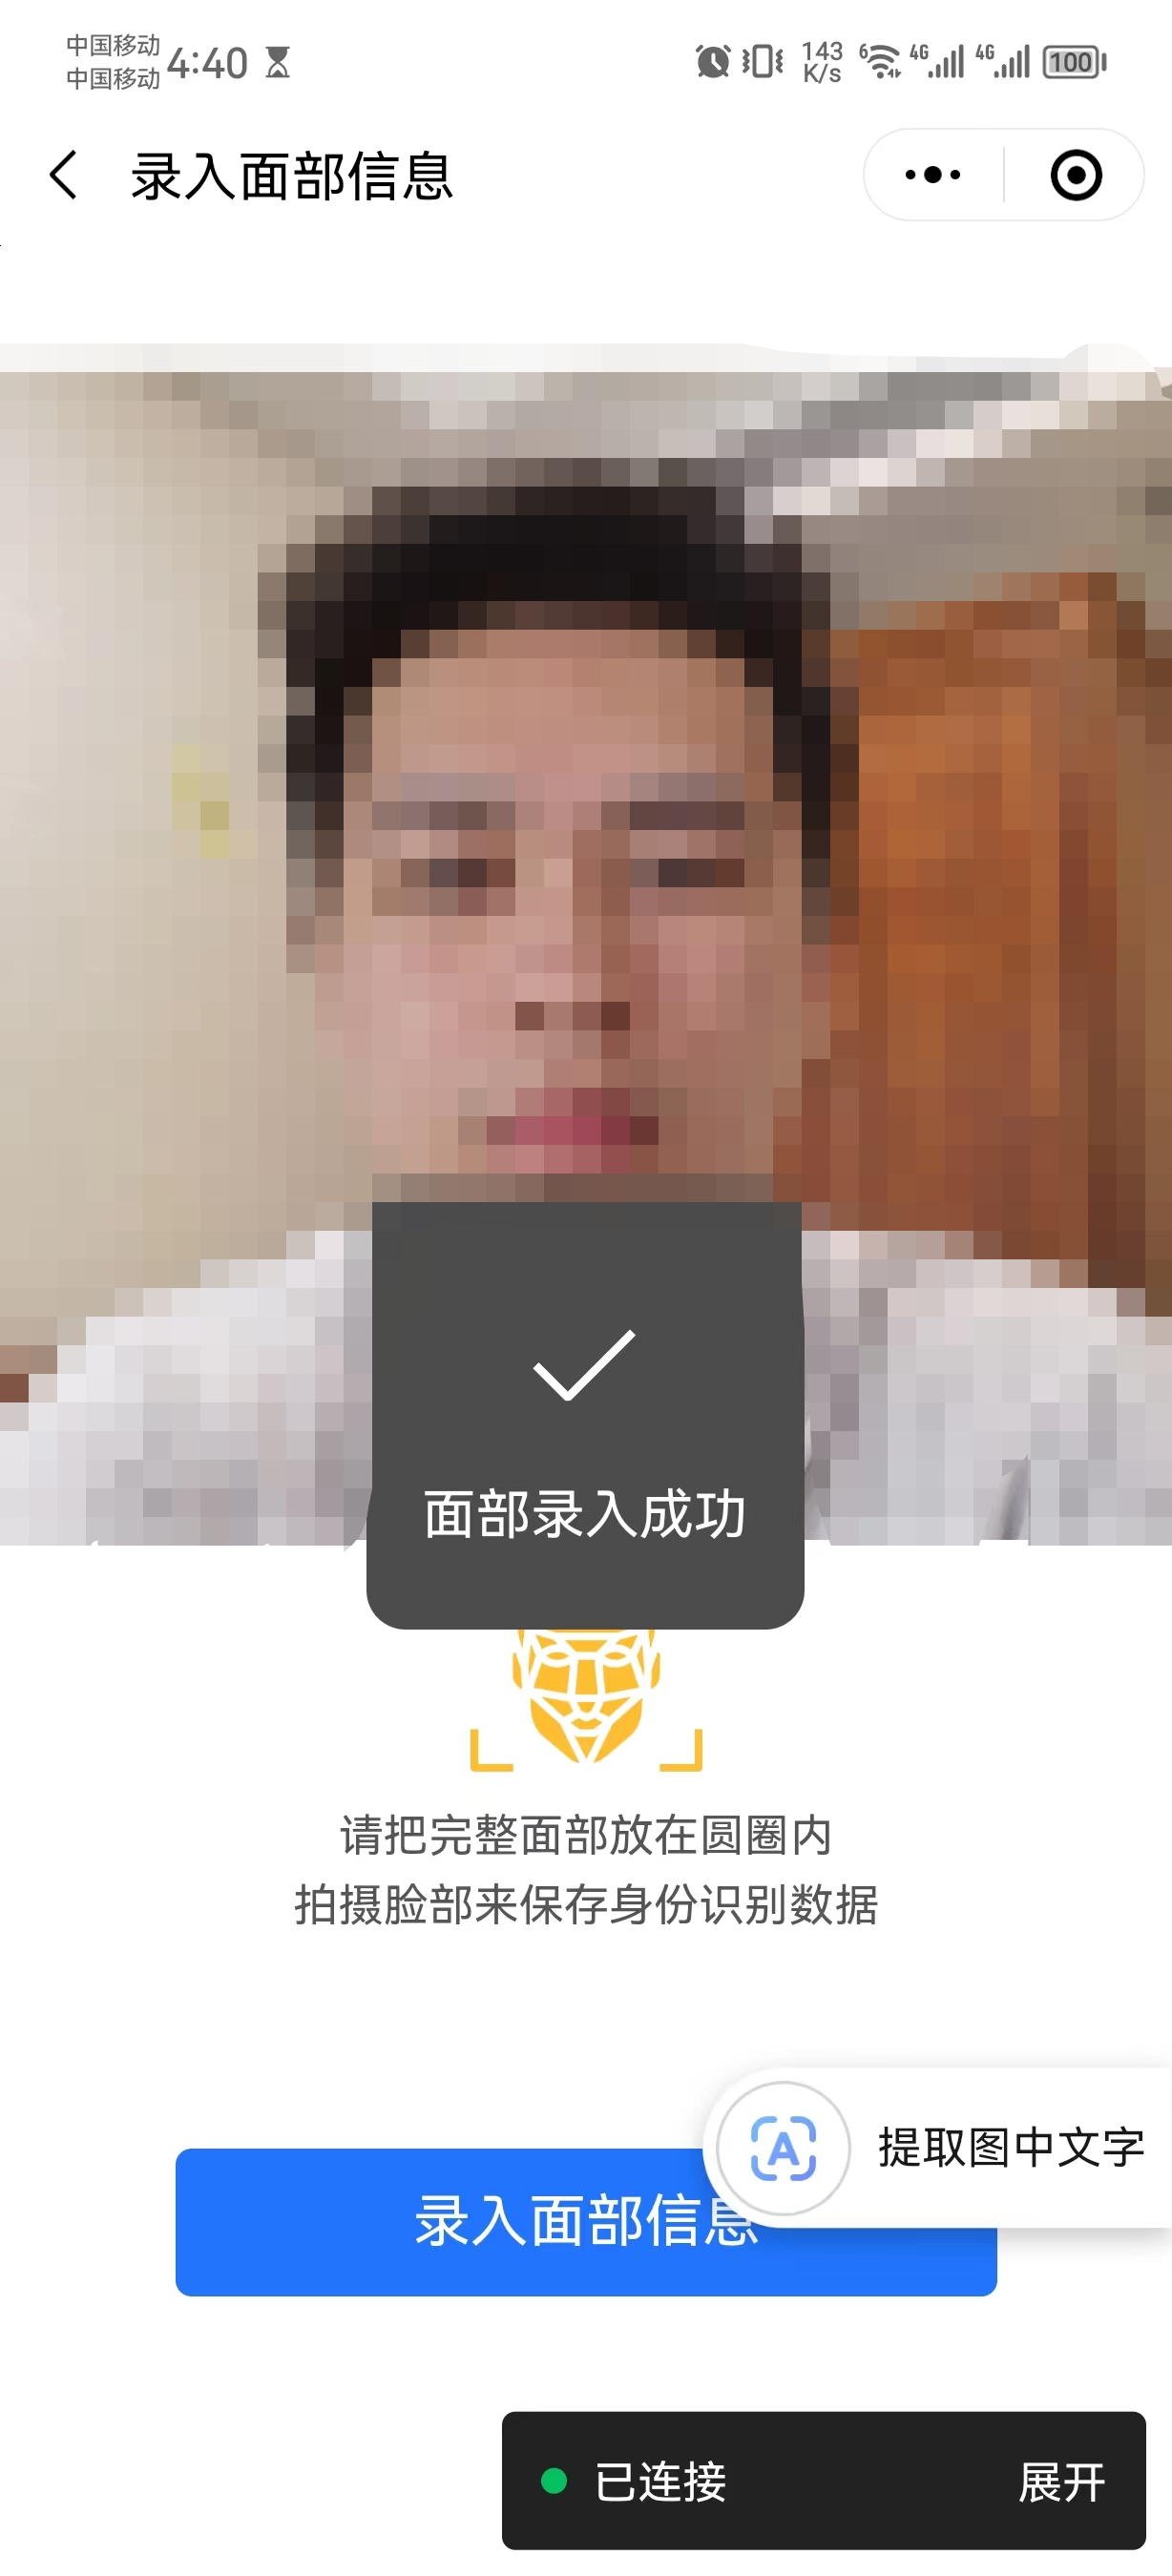 中国移动
中国移动
4:40
143
K/s
6
4G
4G
100
录入面部信息
面部录入成功
请把完整面部放在圆圈内
拍摄脸部来保存身份识别数据
A
提取图中文字
录入面部信息
已连接
展开